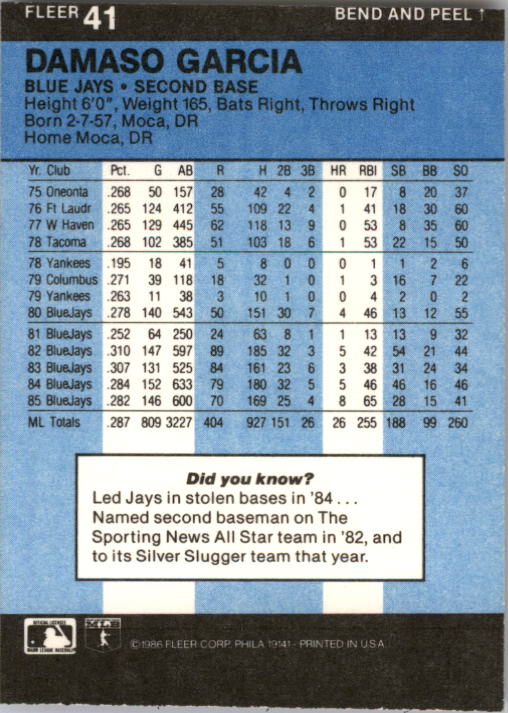 FLEER 41 BEND AND PEEL ↑
DAMASO GARCIA
BLUE JAYS • SECOND BASE
Height 6'0", Weight 165, Bats Right, Throws Right
Born 2-7-57, Moca, DR
Home Moca, DR
Yr. Club Pct. G AB R H 2B 3B HR RBI SB BB SO
75 Oneonta .268 50 157 28 42 4 2 0 17 8 20 37
76 Ft Laudr .265 124 412 55 109 22 4 1 41 18 30 60
77 W Haven .265 129 445 62 118 13 9 0 53 8 35 60
78 Tacoma .268 102 385 51 103 18 6 1 53 22 15 50
78 Yankees .195 18 41 5 8 0 0 0 1 1 2 6
79 Columbus .271 39 118 18 32 1 0 1 3 16 7 22
79 Yankees .263 11 38 3 10 1 0 0 4 2 0 2
80 BlueJays .278 140 543 50 151 30 7 4 46 13 12 55
81 BlueJays .252 64 250 24 63 8 1 1 13 13 9 32
82 BlueJays .310 147 597 89 185 32 3 5 42 54 21 44
83 BlueJays .307 131 525 84 161 23 6 3 38 31 24 34
84 BlueJays .284 152 633 79 180 32 5 5 46 46 16 46
85 BlueJays .282 146 600 70 169 25 4 8 65 28 15 41
ML Totals .287 809 3227 404 927 151 26 26 255 188 99 260
Did you know?
Led Jays in stolen bases in '84 . . .
Named second baseman on The
Sporting News All Star team in '82, and
to its Silver Slugger team that year.
OFFICIAL LICENSEE
MAJOR LEAGUE BASEBALL
©1986 FLEER CORP. PHILA 19141 - PRINTED IN U.S.A.